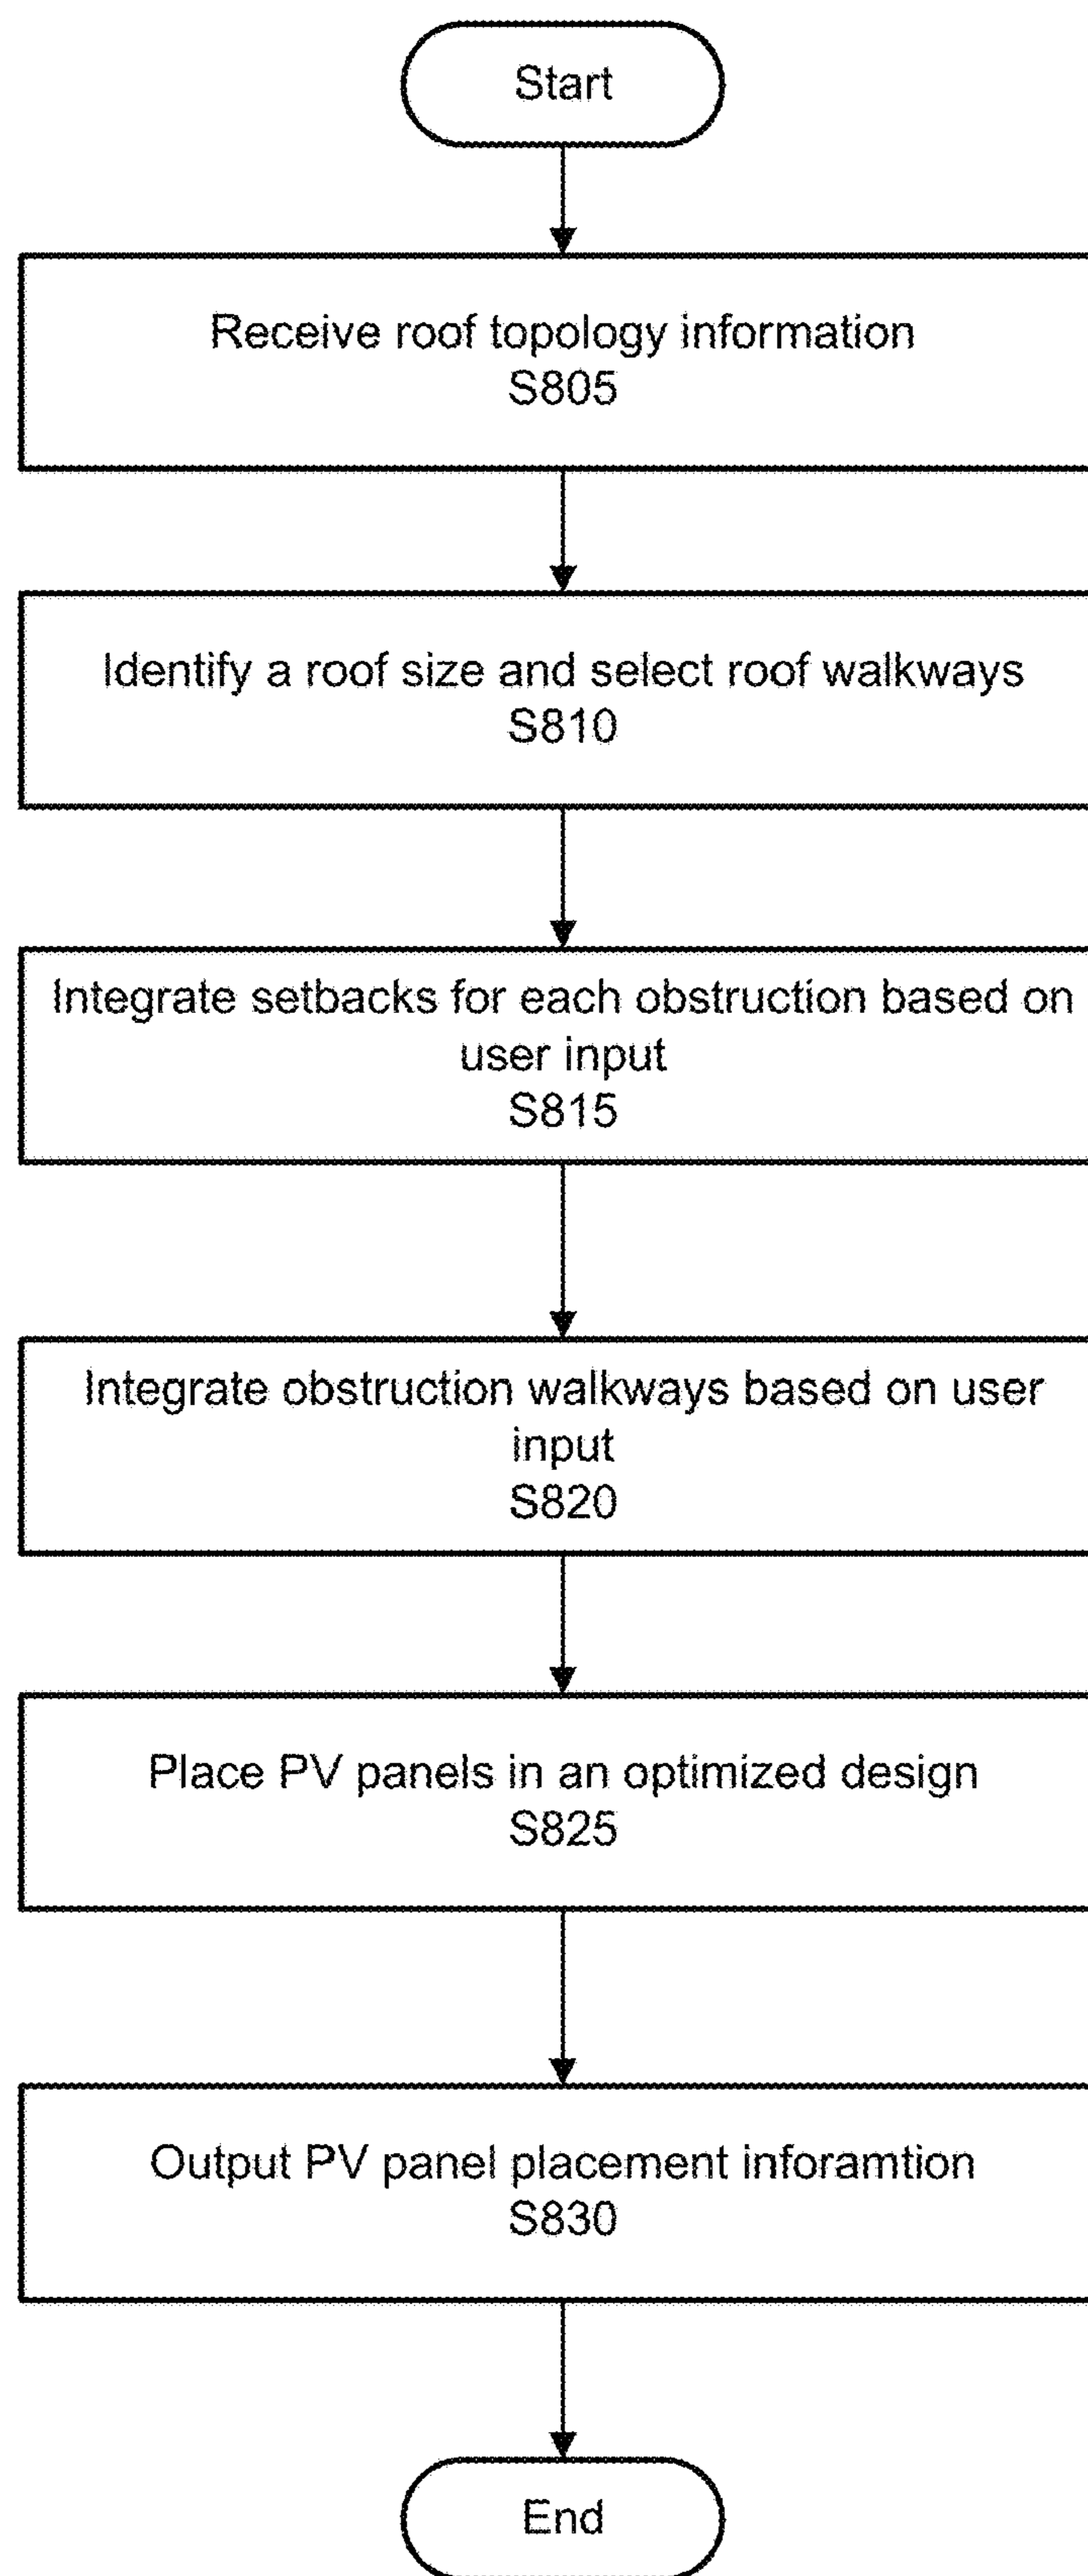 Start
Receive roof topology information
S805
Identify a roof size and select roof walkways
S810
Integrate setbacks for each obstruction based on
user input
S815
Integrate obstruction walkways based on user
input
S820
Place PV panels in an optimized design
S825
Output PV panel placement inforamtion
S830
End